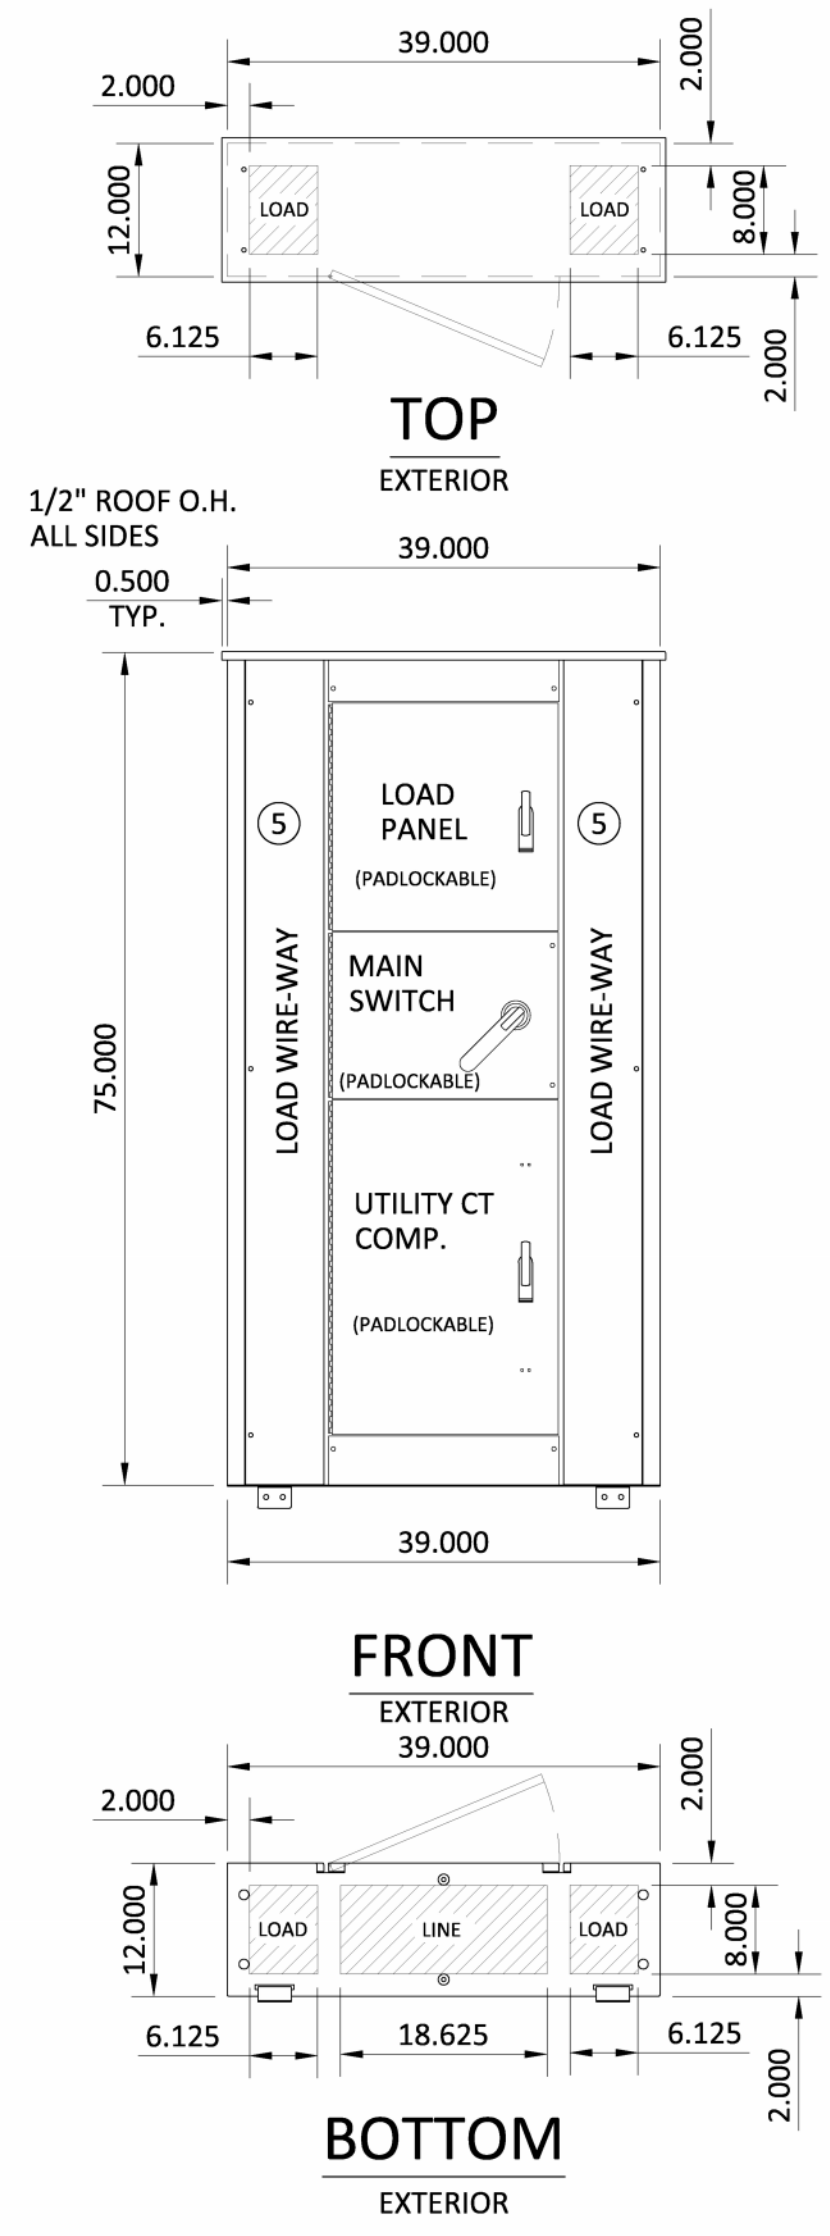 39.000
2.000
2.000
12.000
LOAD
LOAD
8.000
6.125
6.125
2.000
TOP
EXTERIOR
1/2" ROOF O.H.
ALL SIDES
39.000
0.500
TYP.
LOAD
PANEL
(PADLOCKABLE)
5
5
LOAD WIRE-WAY
LOAD WIRE-WAY
MAIN
SWITCH
(PADLOCKABLE)
75.000
UTILITY CT
COMP.
(PADLOCKABLE)
39.000
FRONT
EXTERIOR
39.000
2.000
2.000
12.000
LOAD
LINE
LOAD
8.000
6.125
18.625
6.125
2.000
BOTTOM
EXTERIOR